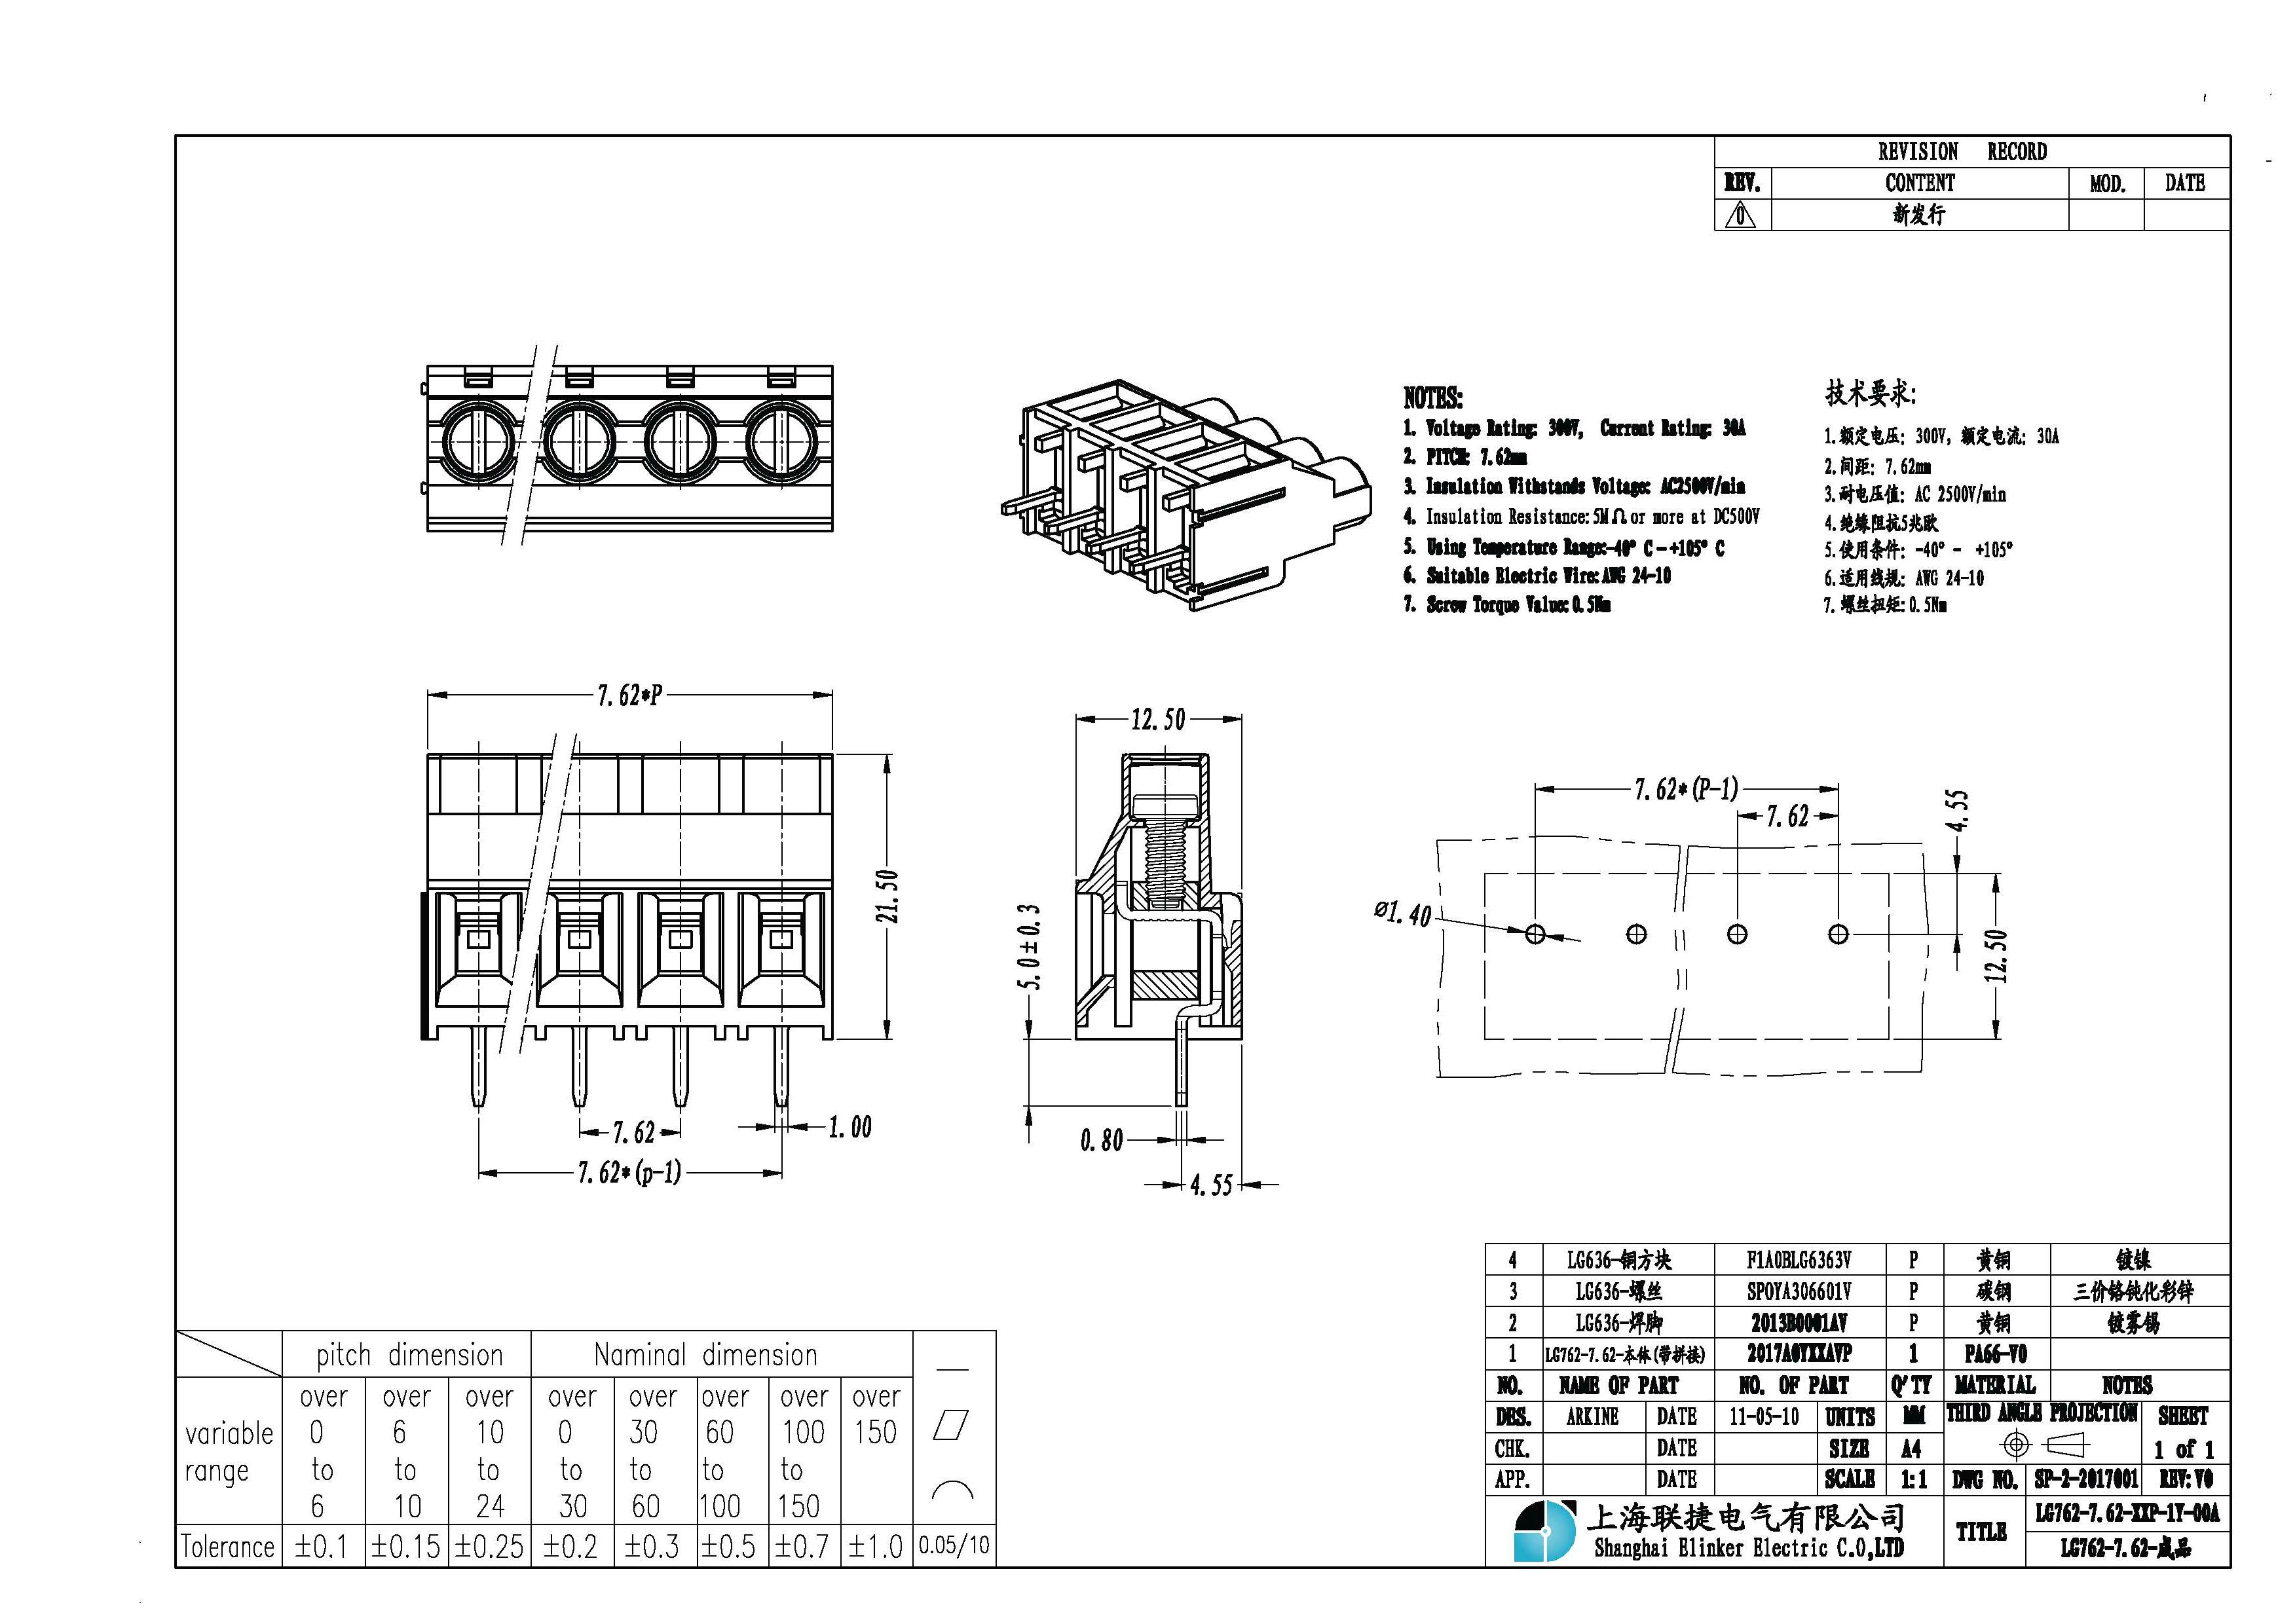 REVISION RECORD
REV. CONTENT MOD. DATE
0 新发行
NOTES:
1. Voltage Rating: 300V, Current Rating: 30A
2. PITCH: 7.62mm
3. Insulation Withstands Voltage: AC2500V/min
4. Insulation Resistance:5MΩ or more at DC500V
5. Using Temperature Range:-40° C-+105° C
6. Suitable Electric Wire:AWG 24-10
7. Screw Torque Value:0.5Nm
技术要求:
1.额定电压: 300V, 额定电流: 30A
2.间距: 7.62mm
3.耐电压值: AC 2500V/min
4.绝缘阻抗5兆欧
5.使用条件: -40° - +105°
6.适用线规: AWG 24-10
7.螺丝扭矩:0.5Nm
7.62*P
21.50
7.62
1.00
7.62*(p-1)
12.50
5.0±0.3
0.80
4.55
7.62*(P-1)
7.62
4.55
ø1.40
12.50
pitch dimension Naminal dimension
variable range
over 0 to 6
over 6 to 10
over 10 to 24
over 0 to 30
over 30 to 60
over 60 to 100
over 100 to 150
over 150
Tolerance ±0.1 ±0.15 ±0.25 ±0.2 ±0.3 ±0.5 ±0.7 ±1.0 0.05/10
4 LG636-铜方块 F1A0BLG6363V P 黄铜 镀镍
3 LG636-螺丝 SP0YA306601V P 碳钢 三价铬钝化彩锌
2 LG636-焊脚 2013B0001AV P 黄铜 镀雾锡
1 LG762-7.62-本体(带拼接) 2017A0YXXAVP 1 PA66-V0
NO. NAME OF PART NO. OF PART Q'TY MATERIAL NOTES
DES. ARKINE DATE 11-05-10 UNITS MM THIRD ANGLE PROJECTION SHEET
CHK. DATE SIZE A4 1 of 1
APP. DATE SCALE 1:1 DWG NO. SP-2-2017001 REV:V0
上海联捷电气有限公司
Shanghai Elinker Electric C.O,LTD
TITLE
LG762-7.62-XXP-1Y-00A
LG762-7.62-成品